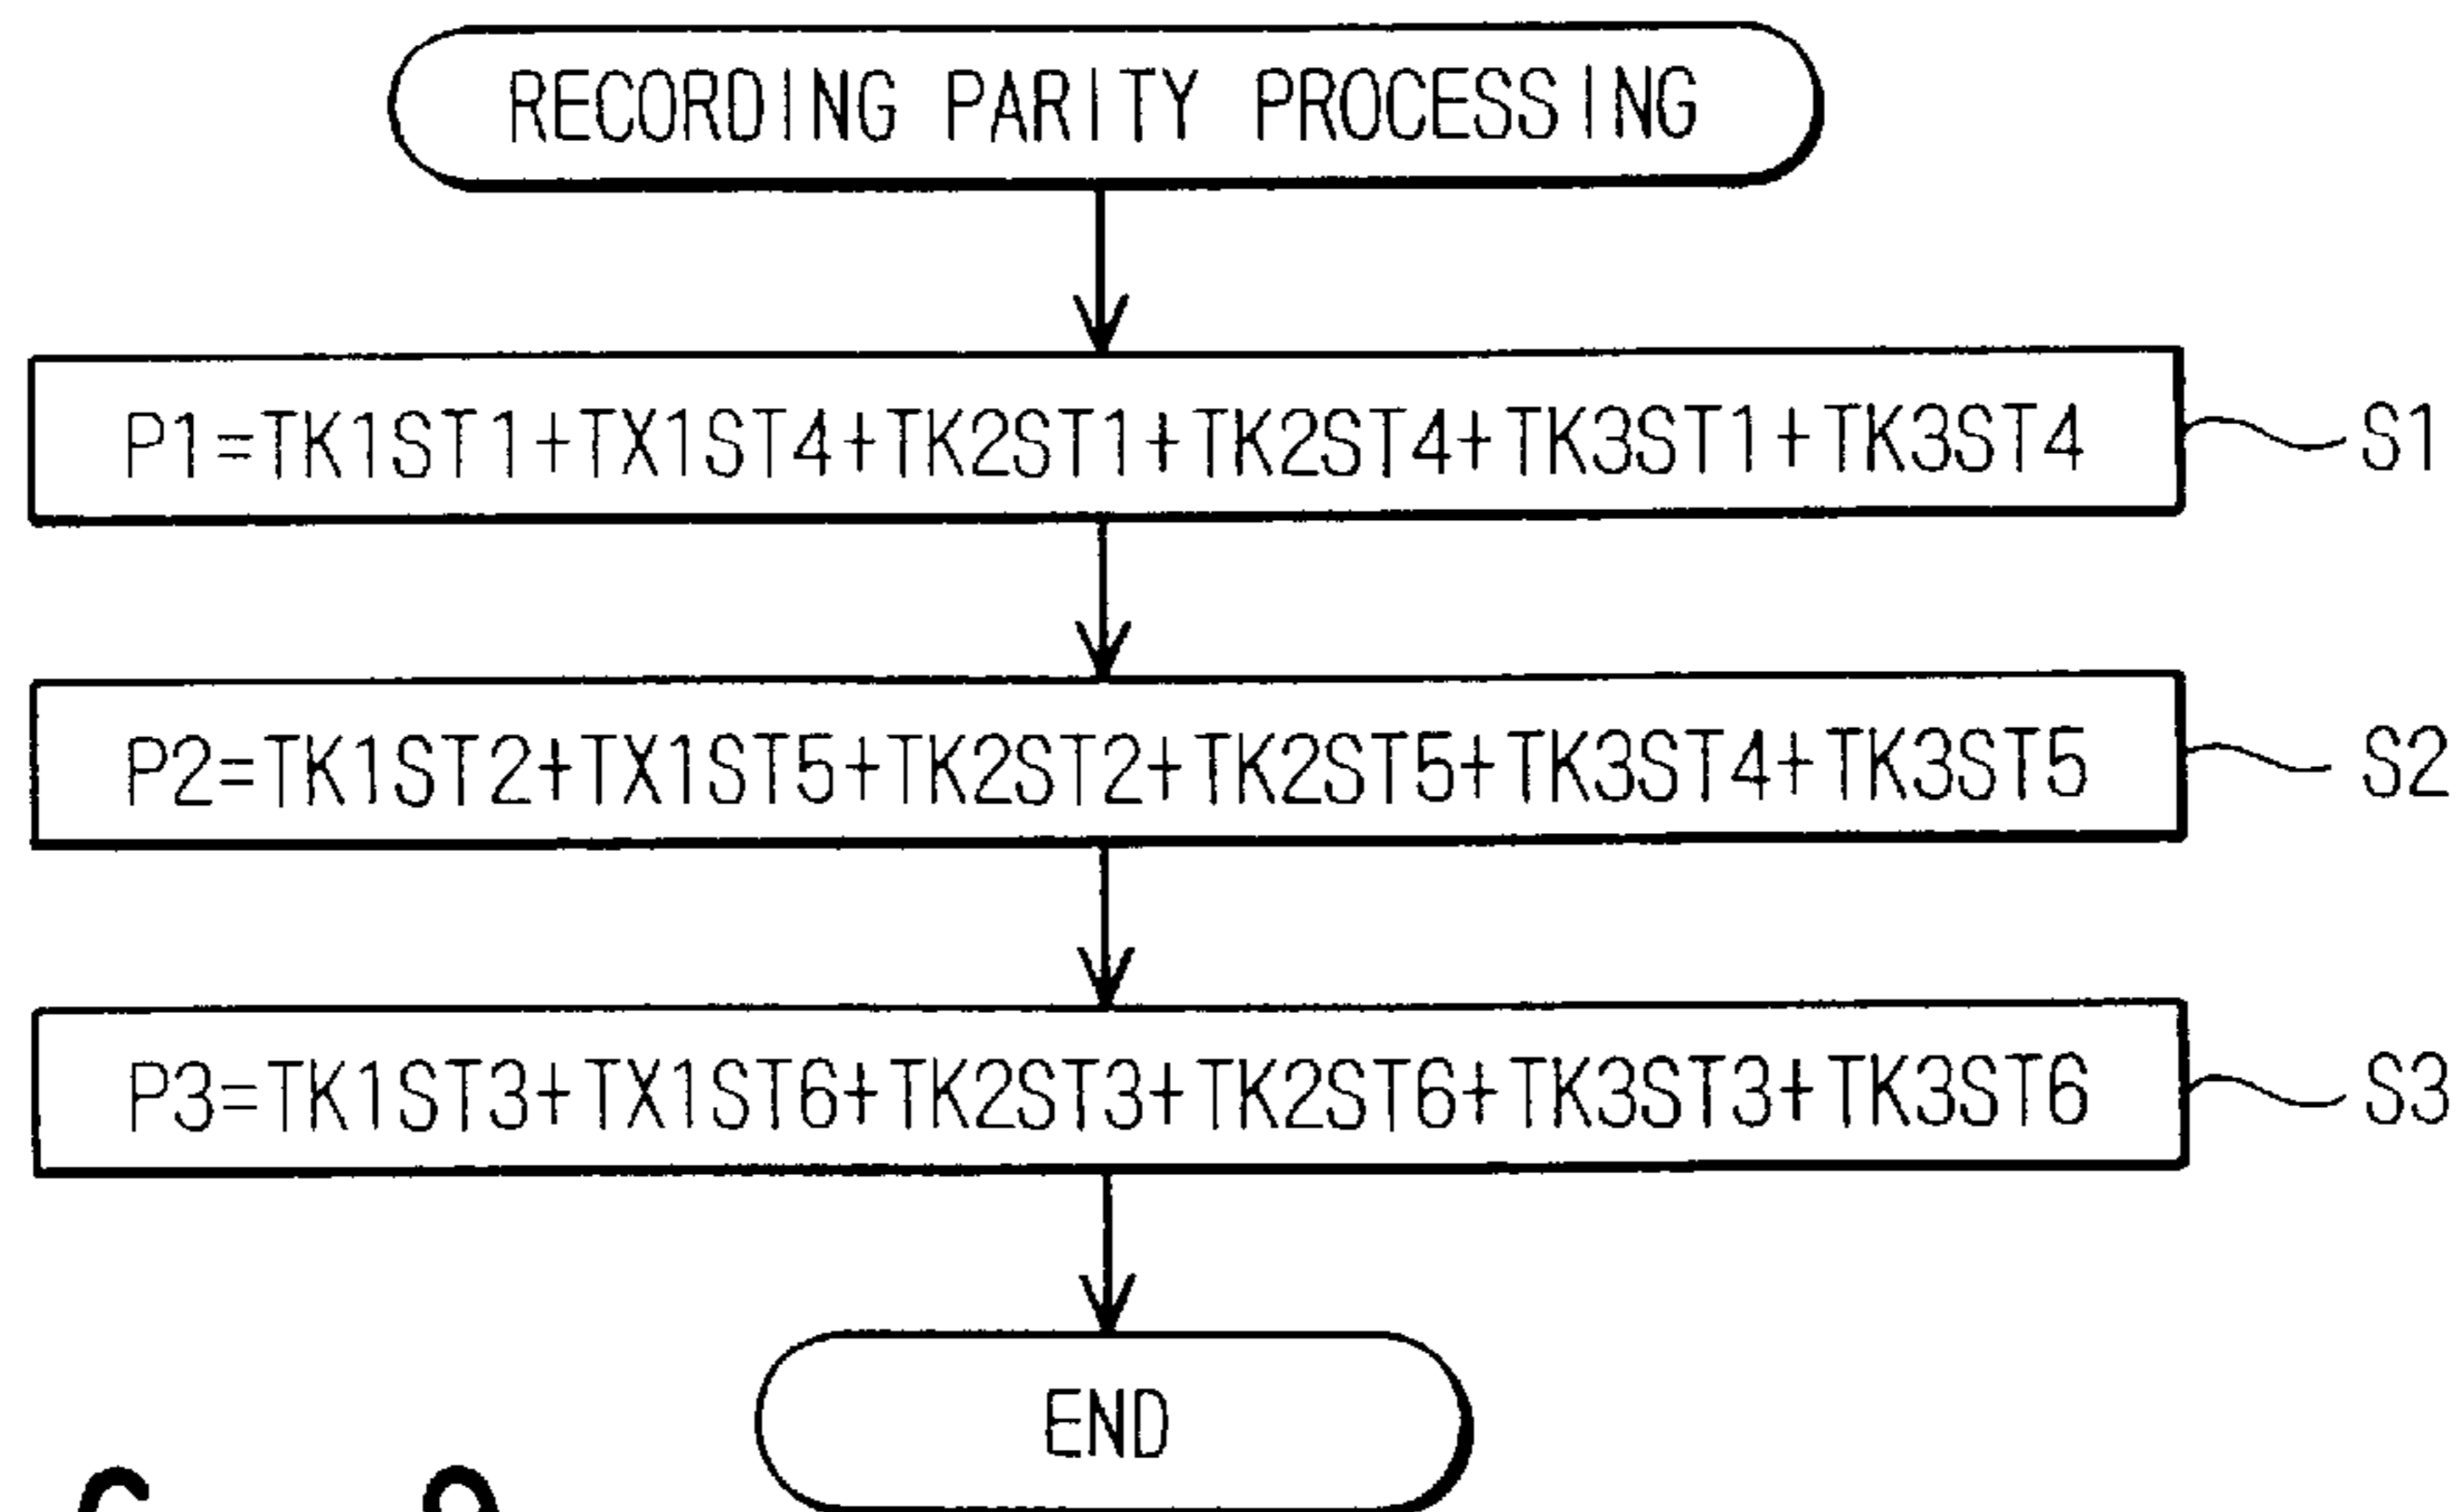 RECORDING PARITY PROCESSING
P1=TK1ST1+TX1ST4+TK2ST1+TK2ST4+TK3ST1+TK3ST4
S1
P2=TK1ST2+TX1ST5+TK2ST2+TK2ST5+TK3ST4+TK3ST5
S2
P3=TK1ST3+TX1ST6+TK2ST3+TK2ST6+TK3ST3+TK3ST6
S3
END